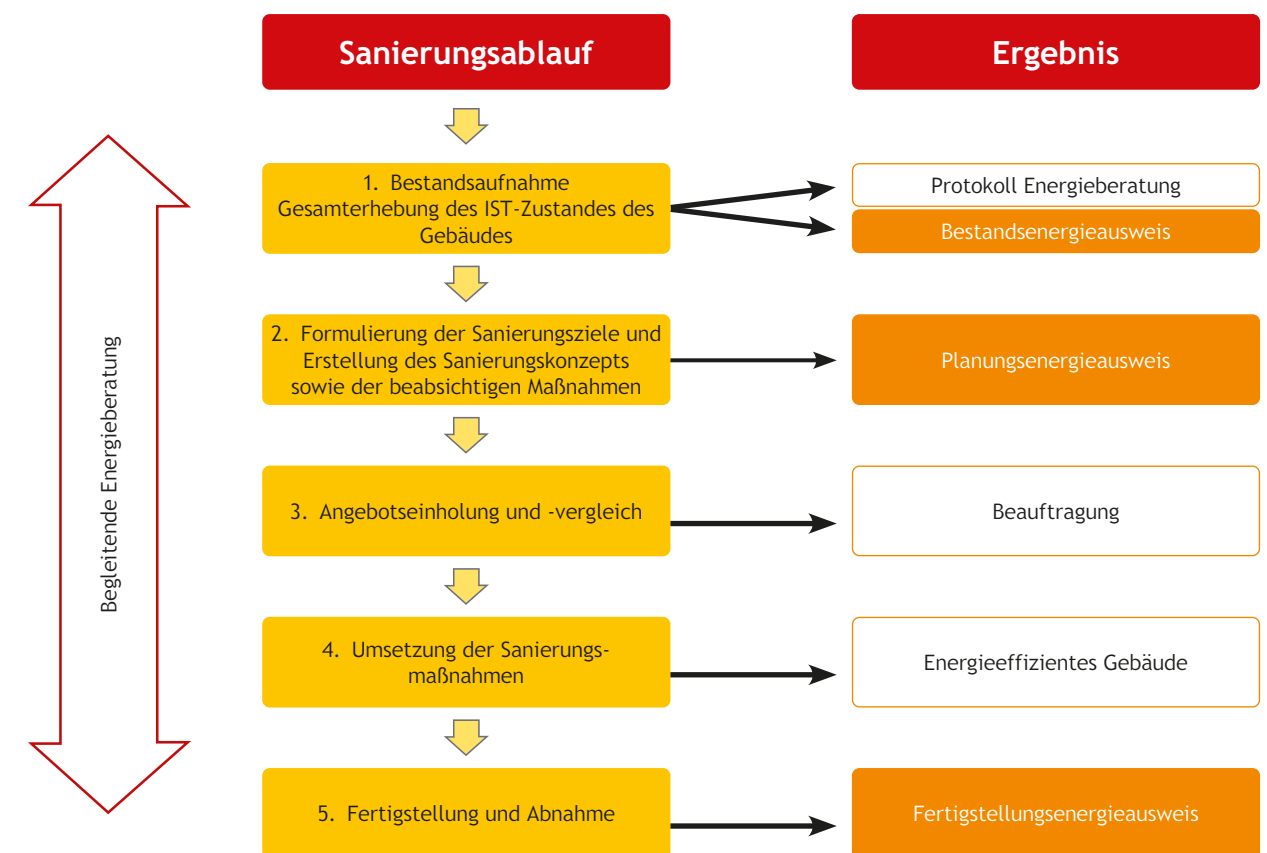 Sanierungsablauf
Ergebnis
Begleitende Energieberatung
1. Bestandsaufnahme
Gesamterhebung des IST-Zustandes des
Gebäudes
Protokoll Energieberatung
Bestandsenergieausweis
2. Formulierung der Sanierungsziele und
Erstellung des Sanierungskonzepts
sowie der beabsichtigen Maßnahmen
Planungsenergieausweis
3. Angebotseinholung und -vergleich
Beauftragung
4. Umsetzung der Sanierungs-
maßnahmen
Energieeffizientes Gebäude
5. Fertigstellung und Abnahme
Fertigstellungsenergieausweis